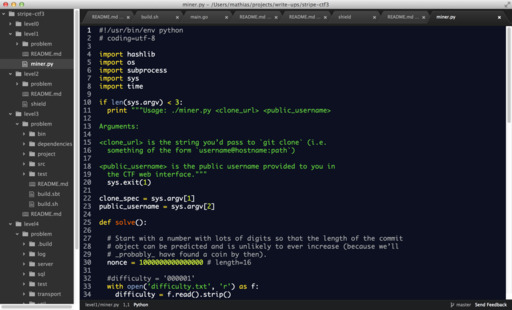 miner.py - /Users/mathias/projects/write-ups/stripe-ctf3
README.md
build.sh
main.go
README.md
README.md
shield
README.md
miner.py
stripe-ctf3
level0
level1
problem
README.md
miner.py
level2
problem
README.md
shield
level3
problem
bin
dependencies
project
src
test
README.md
build.sbt
build.sh
README.md
level4
problem
.build
log
server
sql
test
transport
1 #!/usr/bin/env python
2 # coding=utf-8
3
4 import hashlib
5 import os
6 import subprocess
7 import sys
8 import time
9
10 if len(sys.argv) < 3:
11 print """Usage: ./miner.py <clone_url> <public_username>
12
13 Arguments:
14
15 <clone_url> is the string you'd pass to `git clone` (i.e.
16 something of the form `username@hostname:path`)
17
18 <public_username> is the public username provided to you in
19 the CTF web interface."""
20 sys.exit(1)
21
22 clone_spec = sys.argv[1]
23 public_username = sys.argv[2]
24
25 def solve():
26
27 # Start with a number with lots of digits so that the length of the commit
28 # object can be predicted and is unlikely to ever increase (because we'll
29 # _probably_ have found a coin by then).
30 nonce = 1000000000000000 # length=16
31
32 #difficulty = '000001'
33 with open('difficulty.txt', 'r') as f:
34 difficulty = f.read().strip()
level1/miner.py 1,1 Python
master Send Feedback